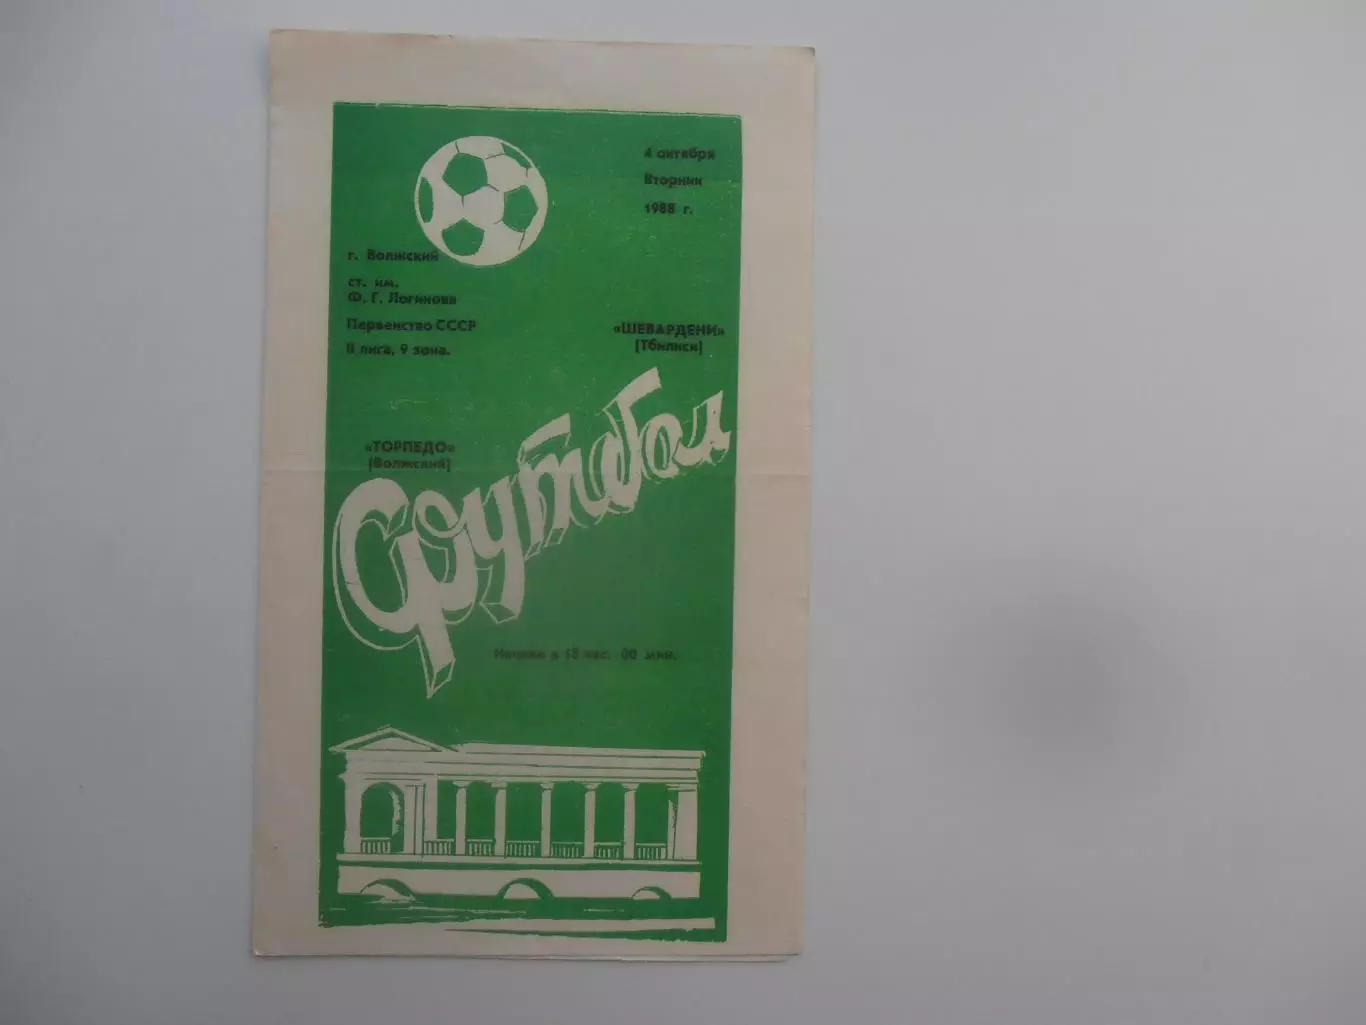 4 октября
Вторник
1988 г.
г. Волжский
ст. им.
Ф. Г. Логинова
Первенство СССР
II лига, 9 зона.
«ШЕВАРДЕНИ»
(Тбилиси)
«ТОРПЕДО»
(Волжский)
Футбол
Начало в 18 час. 00 мин.